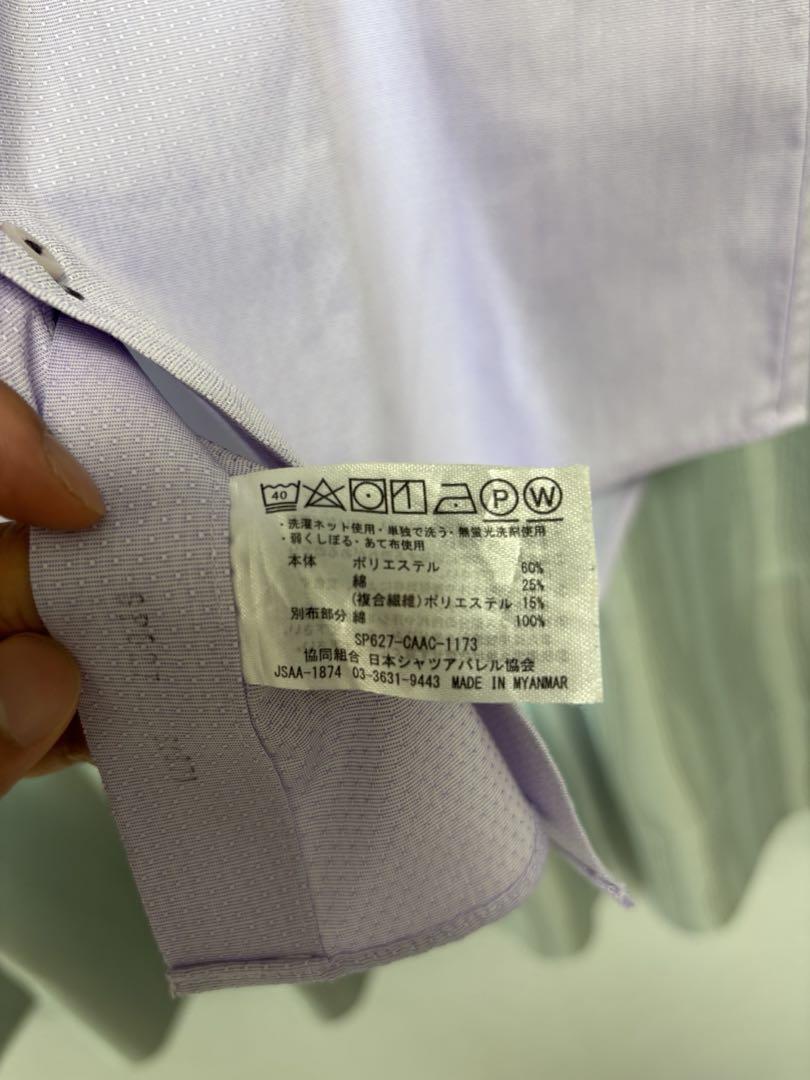 40 P W
・洗濯ネット使用・単独で洗う・無蛍光洗剤使用
・弱くしぼる・あて布使用
本体 ポリエステル 60%
綿 25%
(複合繊維)ポリエステル 15%
別布部分 綿 100%
SP627-CAAC-1173
協同組合 日本シャツアパレル協会
JSAA-1874 03-3631-9443 MADE IN MYANMAR